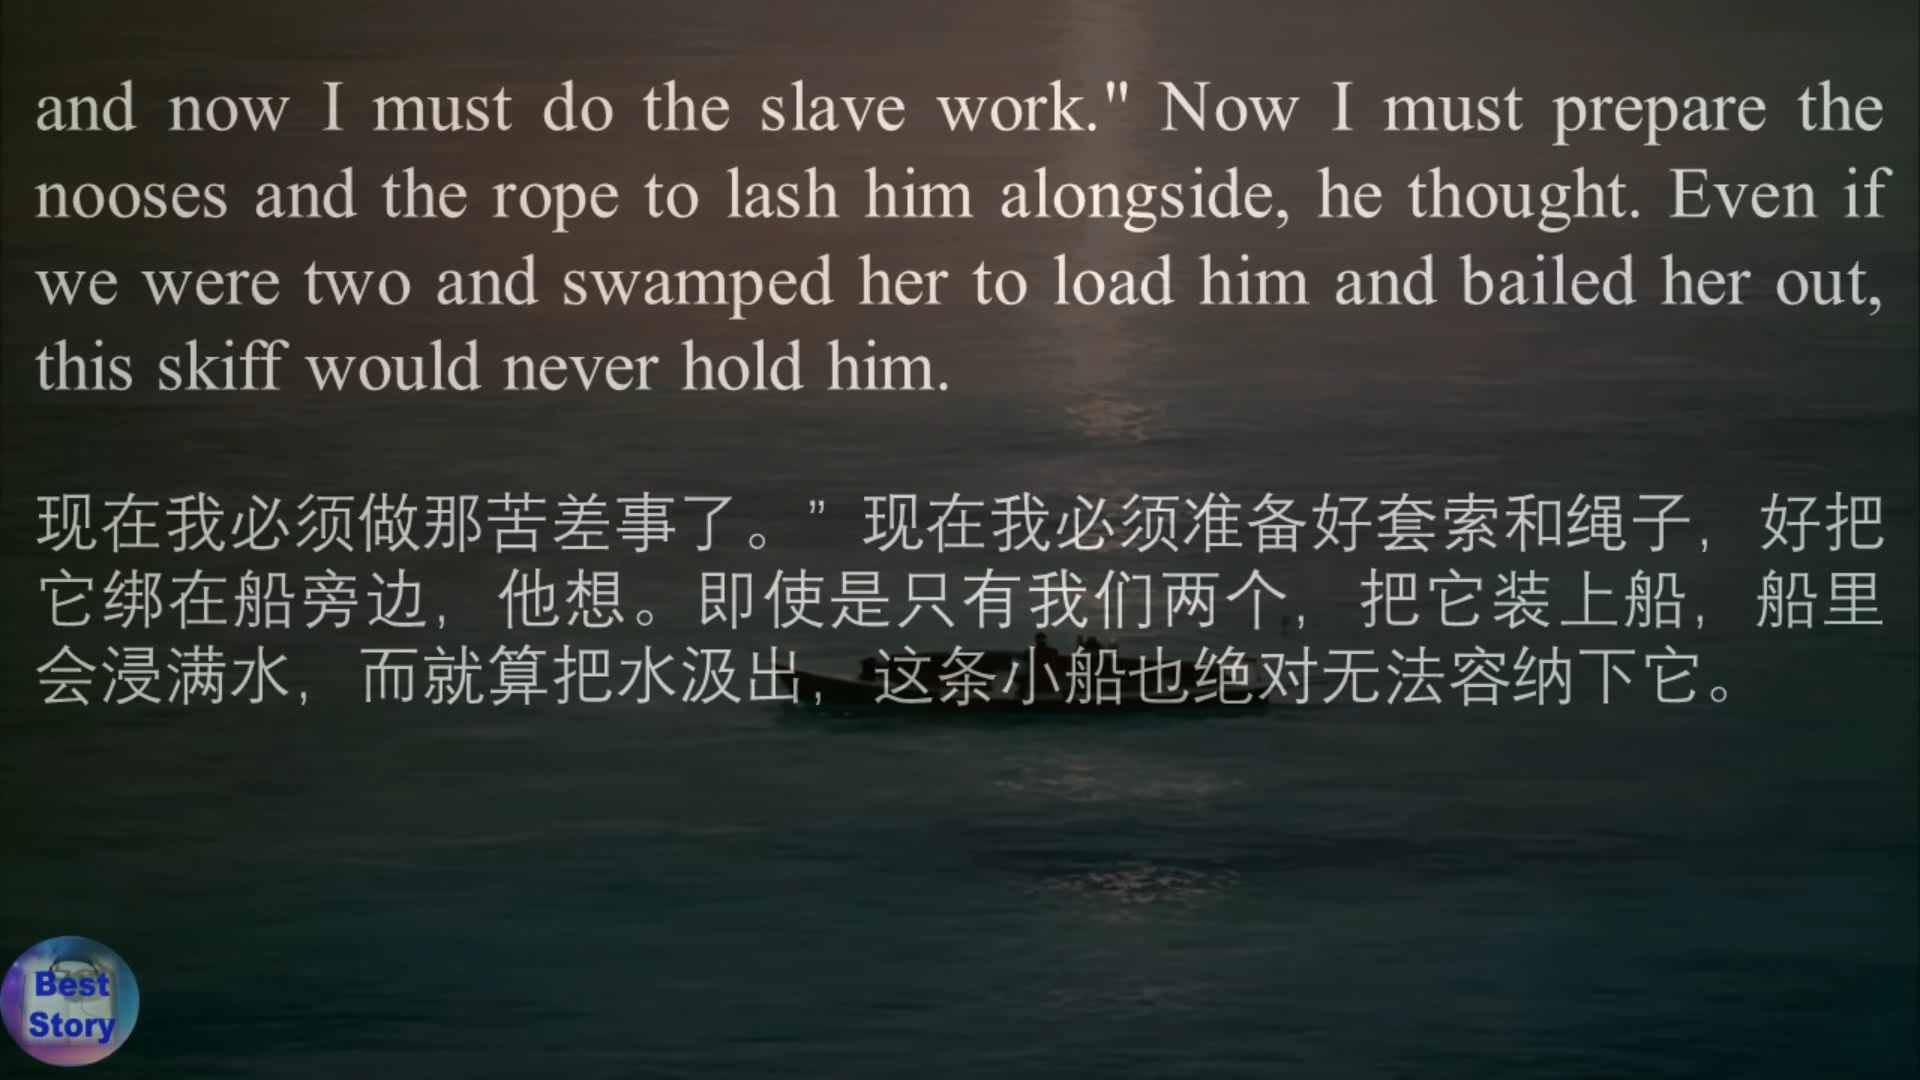 and now I must do the slave work." Now I must prepare the
nooses and the rope to lash him alongside, he thought. Even if
we were two and swamped her to load him and bailed her out,
this skiff would never hold him.
现在我必须做那苦差事了。” 现在我必须准备好套索和绳子，好把
它绑在船旁边，他想。即使是只有我们两个，把它装上船，船里
会浸满水，而就算把水汲出，这条小船也绝对无法容纳下它。
Best
Story